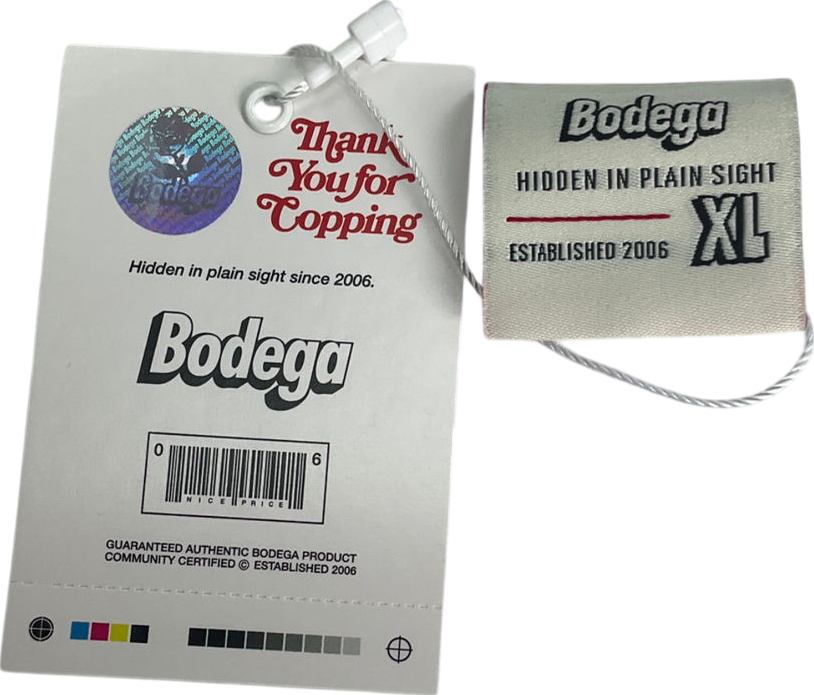 Thank
You for
Copping
Bodega
Hidden in plain sight since 2006.
Bodega
0 6
NICE PRICE
GUARANTEED AUTHENTIC BODEGA PRODUCT
COMMUNITY CERTIFIED © ESTABLISHED 2006
Bodega
HIDDEN IN PLAIN SIGHT
XL
ESTABLISHED 2006